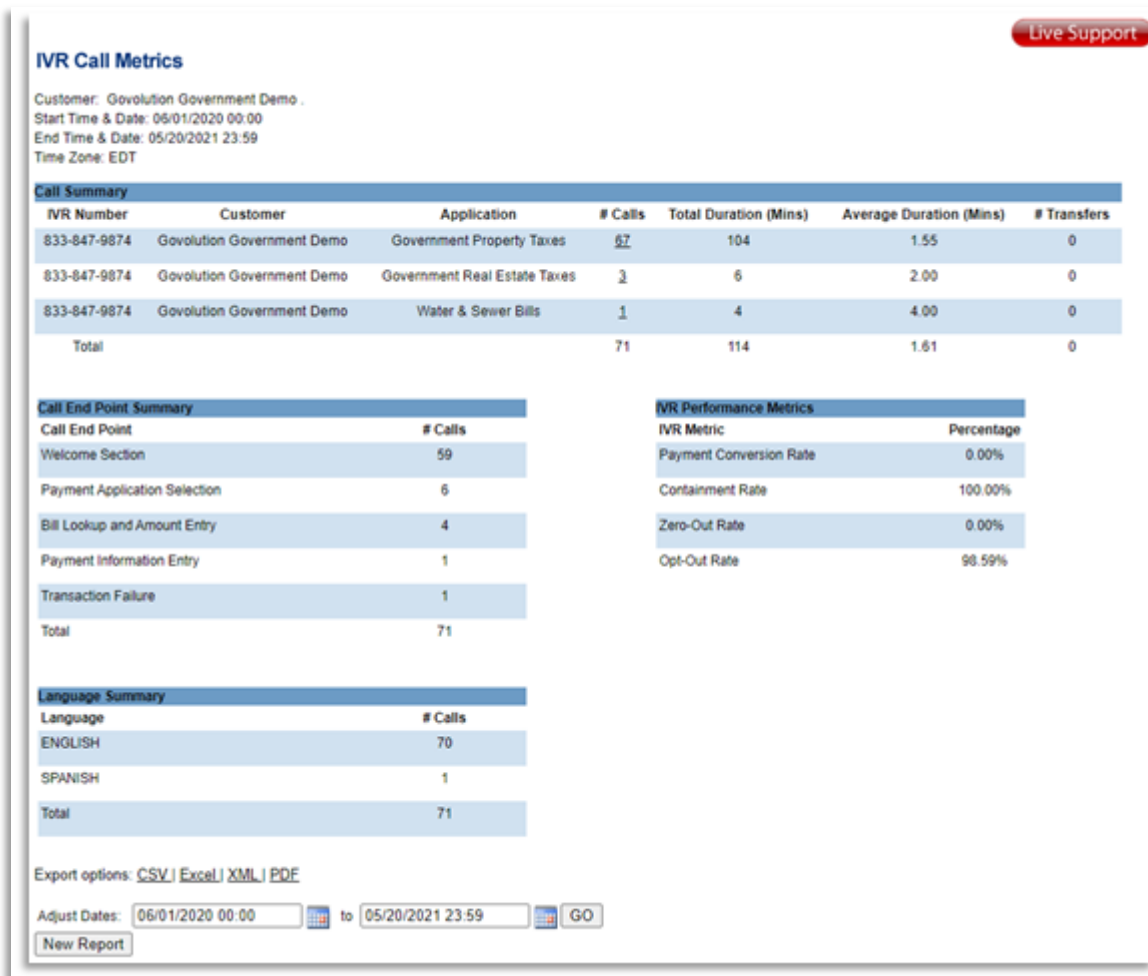 Live Support
IVR Call Metrics
Customer: Govolution Government Demo .
Start Time & Date: 06/01/2020 00:00
End Time & Date: 05/20/2021 23:59
Time Zone: EDT
Call Summary
IVR Number Customer Application # Calls Total Duration (Mins) Average Duration (Mins) # Transfers
833-847-9874 Govolution Government Demo Government Property Taxes 67 104 1.55 0
833-847-9874 Govolution Government Demo Government Real Estate Taxes 3 6 2.00 0
833-847-9874 Govolution Government Demo Water & Sewer Bills 1 4 4.00 0
Total 71 114 1.61 0
Call End Point Summary
Call End Point # Calls
Welcome Section 59
Payment Application Selection 6
Bill Lookup and Amount Entry 4
Payment Information Entry 1
Transaction Failure 1
Total 71
IVR Performance Metrics
IVR Metric Percentage
Payment Conversion Rate 0.00%
Containment Rate 100.00%
Zero-Out Rate 0.00%
Opt-Out Rate 98.59%
Language Summary
Language # Calls
ENGLISH 70
SPANISH 1
Total 71
Export options: CSV | Excel | XML | PDF
Adjust Dates: 06/01/2020 00:00 to 05/20/2021 23:59 GO
New Report